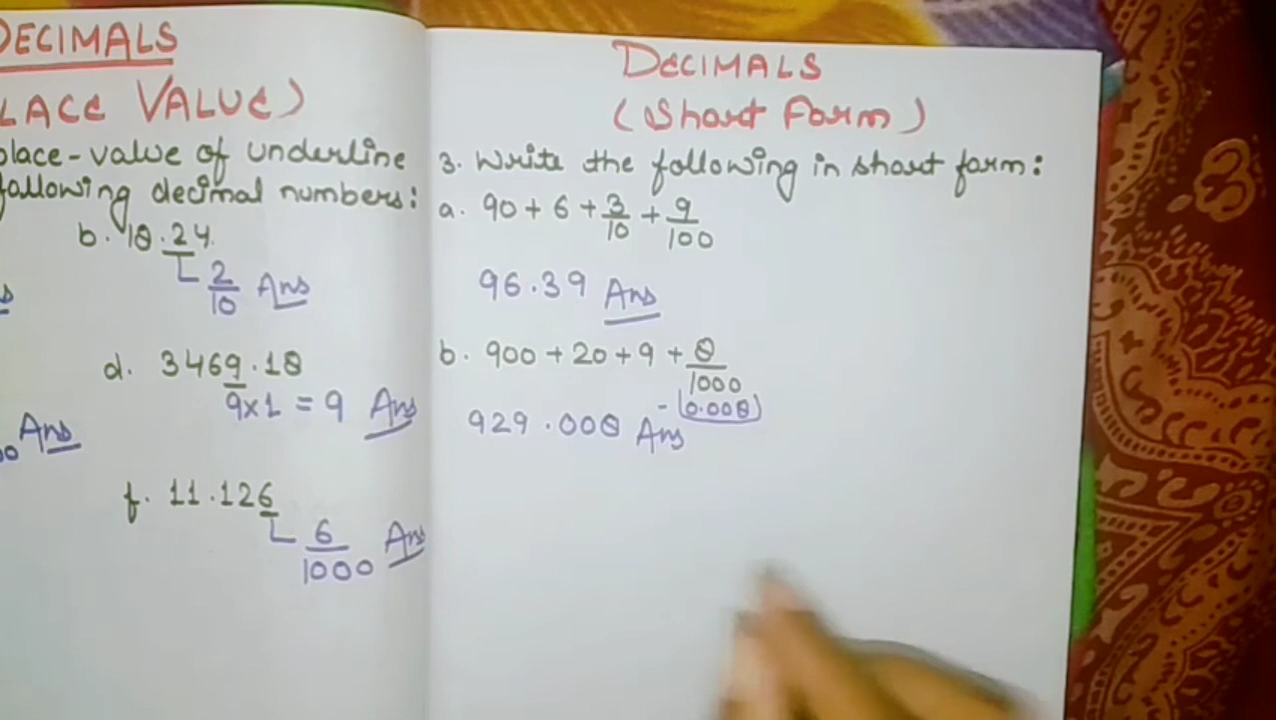 DECIMALS
LACE VALUE)
place-value of underline
following decimal numbers:
b. 18.24
2/10 Ans
d. 3469.18
9x1 = 9 Ans
Ans
f. 11.126
6/1000 Ans
DECIMALS
(Short Form)
3. Write the following in short form:
a. 90 + 6 + 3/10 + 9/100
96.39 Ans
b. 900 + 20 + 9 + 8/1000
0.008
929.008 Ans